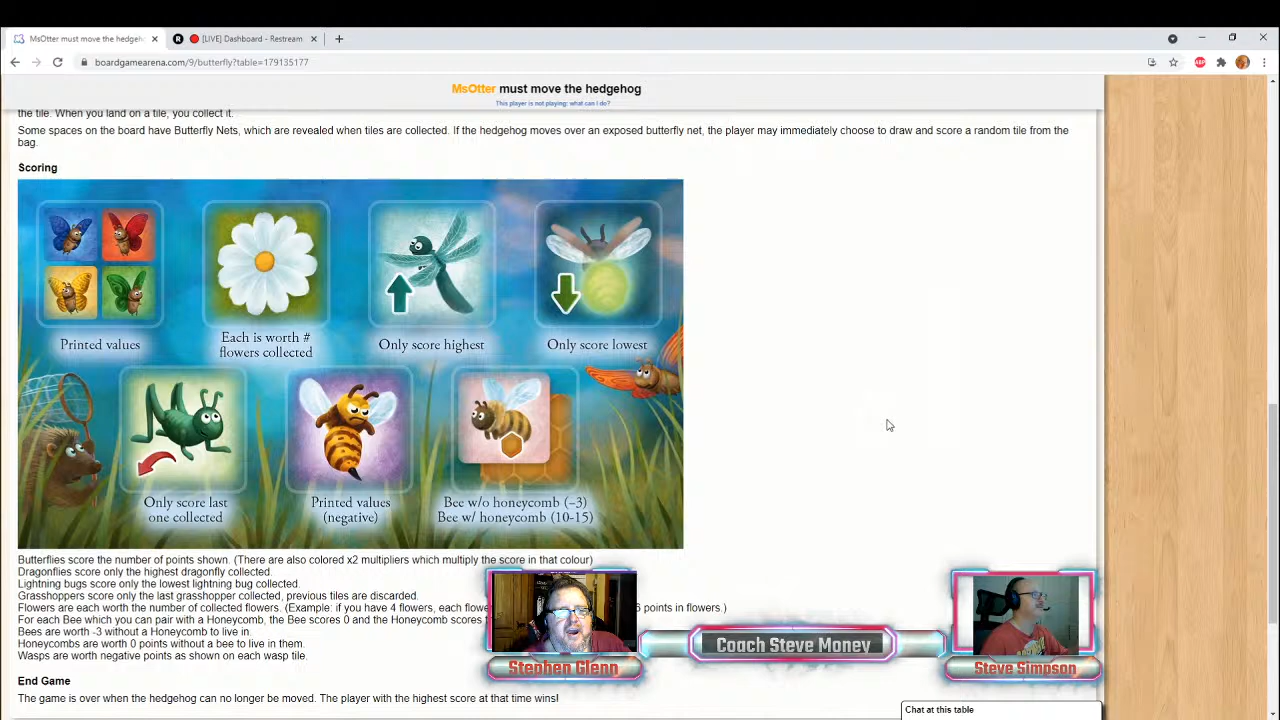 MsOtter must move the hedgeh
[LIVE] Dashboard - Restream
boardgamearena.com/9/butterfly?table=179135177
MsOtter must move the hedgehog
This player is not playing: what can I do?
the tile. When you land on a tile, you collect it.
Some spaces on the board have Butterfly Nets, which are revealed when tiles are collected. If the hedgehog moves over an exposed butterfly net, the player may immediately choose to draw and score a random tile from the
bag.
Scoring
Printed values
Each is worth #
flowers collected
Only score highest
Only score lowest
Only score last
one collected
Printed values
(negative)
Bee w/o honeycomb (–3)
Bee w/ honeycomb (10-15)
Butterflies score the number of points shown. (There are also colored x2 multipliers which multiply the score in that colour)
Dragonflies score only the highest dragonfly collected
Lightning bugs score only the lowest lightning bug collected.
Grasshoppers score only the last grasshopper collected, previous tiles are discarded.
Flowers are each worth the number of collected flowers. (Example: if you have 4 flowers, each flowe 6 points in flowers.)
For each Bee which you can pair with a Honeycomb, the Bee scores 0 and the Honeycomb scores
Bees are worth -3 without a Honeycomb to live in.
Honeycombs are worth 0 points without a bee to live in them.
Wasps are worth negative points as shown on each wasp tile.
Coach Steve Money
Stephen Glenn
Steve Simpson
End Game
The game is over when the hedgehog can no longer be moved. The player with the highest score at that time wins!
Chat at this table